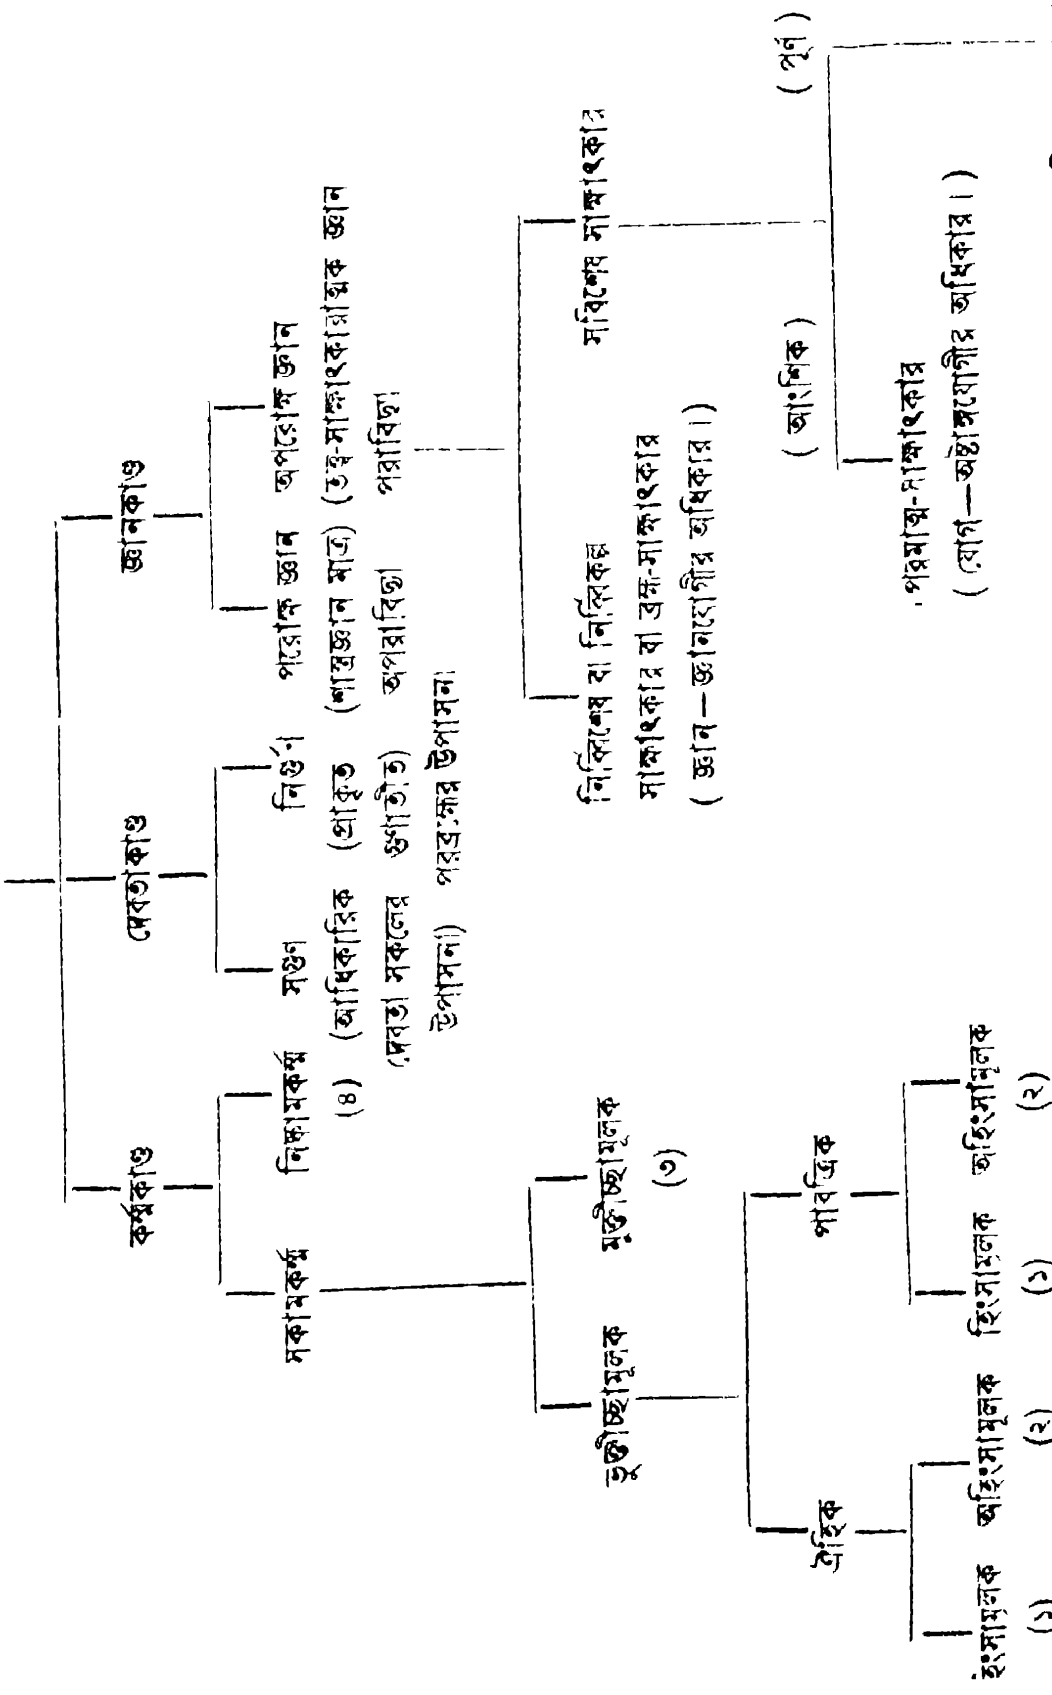 কর্ম্মকাণ্ড দেবতাকাণ্ড জ্ঞানকাণ্ড
সকামকর্ম্ম নিষ্কামকর্ম্ম সগুণ নির্গুণ পরোক্ষ জ্ঞান অপরোক্ষ জ্ঞান
(৪) (আধিকারিক (প্রাকৃত (শাস্ত্রজ্ঞান মাত্র) (তত্ত্ব-সাক্ষাৎকারাত্মক জ্ঞান
দেবতা সকলের গুণাতীত) অপরাবিদ্যা পরাবিদ্যা
উপাসনা) পরব্রহ্মের উপাসনা
ভুক্তীচ্ছামূলক মুক্তীচ্ছামূলক নির্ব্বিশেষ বা নির্ব্বিকল্প সবিশেষ সাক্ষাৎকার
(৩) সাক্ষাৎকার বা ব্রহ্ম-সাক্ষাৎকার
( জ্ঞান—জ্ঞানযোগীর অধিকার। )
( আংশিক ) ( পূর্ণ )
ঐহিক পারত্রিক
পরমাত্ম-সাক্ষাৎকার
( যোগ—অষ্টাঙ্গযোগীর অধিকার। )
হিংসামূলক অহিংসামূলক হিংসামূলক অহিংসামূলক
(১) (২) (১) (২)